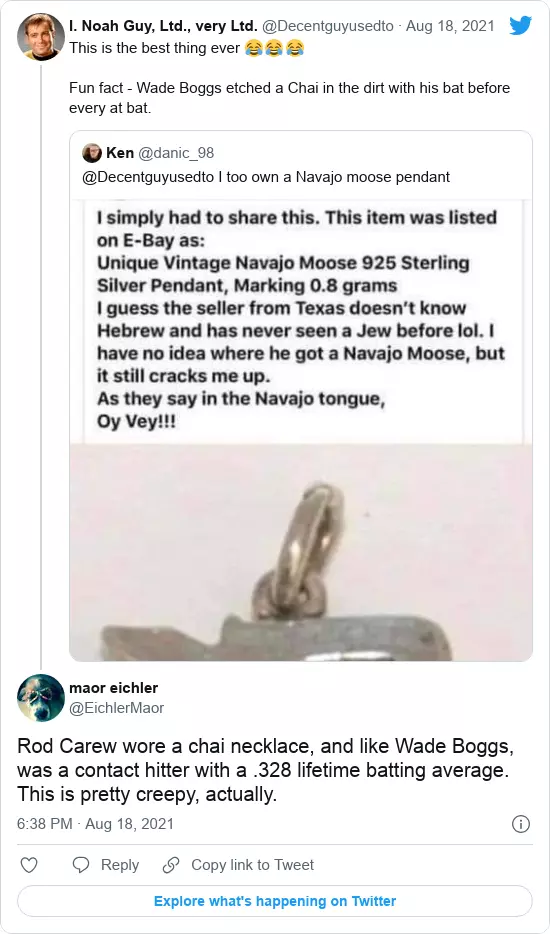 I. Noah Guy, Ltd., very Ltd. @Decentguyusedto · Aug 18, 2021
This is the best thing ever 😂😂😂
Fun fact - Wade Boggs etched a Chai in the dirt with his bat before
every at bat.
Ken @danic_98
@Decentguyusedto I too own a Navajo moose pendant
I simply had to share this. This item was listed
on E-Bay as:
Unique Vintage Navajo Moose 925 Sterling
Silver Pendant, Marking 0.8 grams
I guess the seller from Texas doesn't know
Hebrew and has never seen a Jew before lol. I
have no idea where he got a Navajo Moose, but
it still cracks me up.
As they say in the Navajo tongue,
Oy Vey!!!
maor eichler
@EichlerMaor
Rod Carew wore a chai necklace, and like Wade Boggs,
was a contact hitter with a .328 lifetime batting average.
This is pretty creepy, actually.
6:38 PM · Aug 18, 2021
Reply Copy link to Tweet
Explore what's happening on Twitter